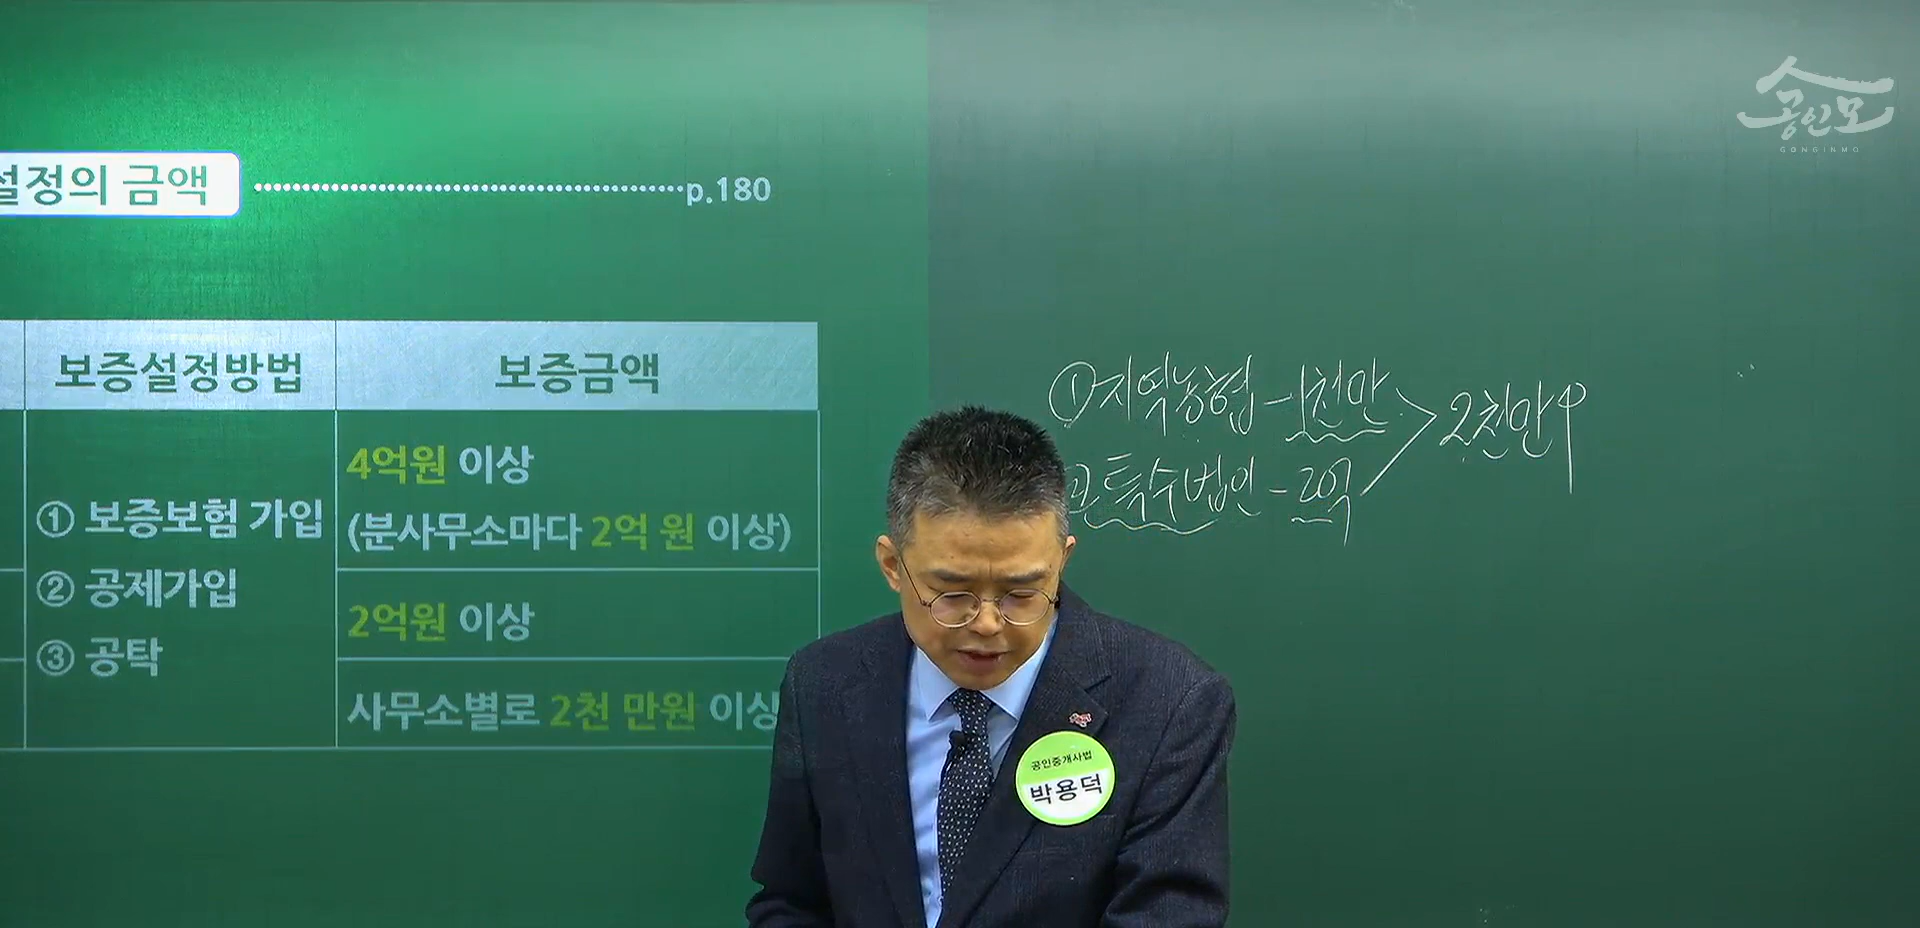 공인모
GONGINMO
설정의 금액 p.180
보증설정방법
보증금액
① 보증보험 가입
② 공제가입
③ 공탁
4억원 이상
(분사무소마다 2억 원 이상)
2억원 이상
사무소별로 2천 만원 이상
① 지역농협 - 1천만
특수법인 - 2억
2천만↑
공인중개사법
박용덕